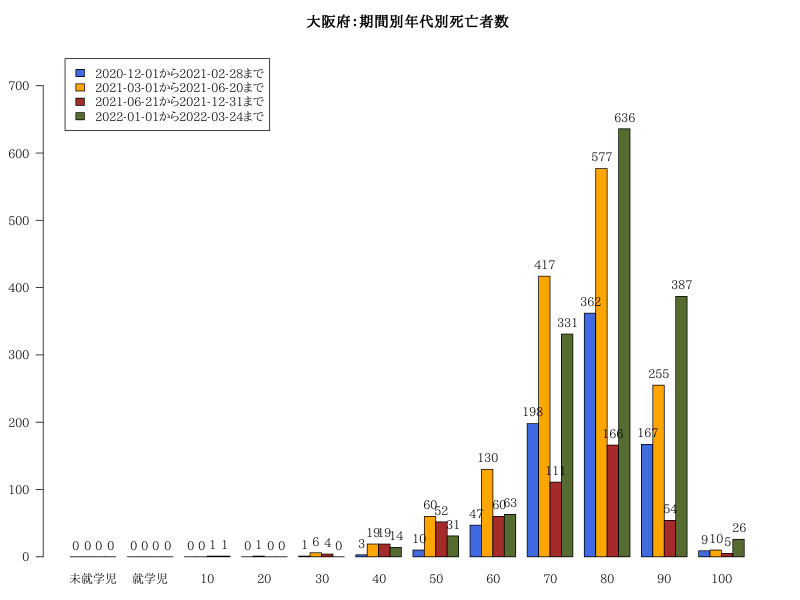 大阪府：期間別年代別死亡者数
2020-12-01から2021-02-28まで
2021-03-01から2021-06-20まで
2021-06-21から2021-12-31まで
2022-01-01から2022-03-24まで
700
600
500
400
300
200
100
0
0 0 0 0
0 0 0 0
0 0 1 1
0 1 0 0
1 6 4 0
3 19 19 14
10 60 52 31
47 130 60 63
198 417 111 331
362 577 166 636
167 255 54 387
9 10 5 26
未就学児 就学児 10 20 30 40 50 60 70 80 90 100